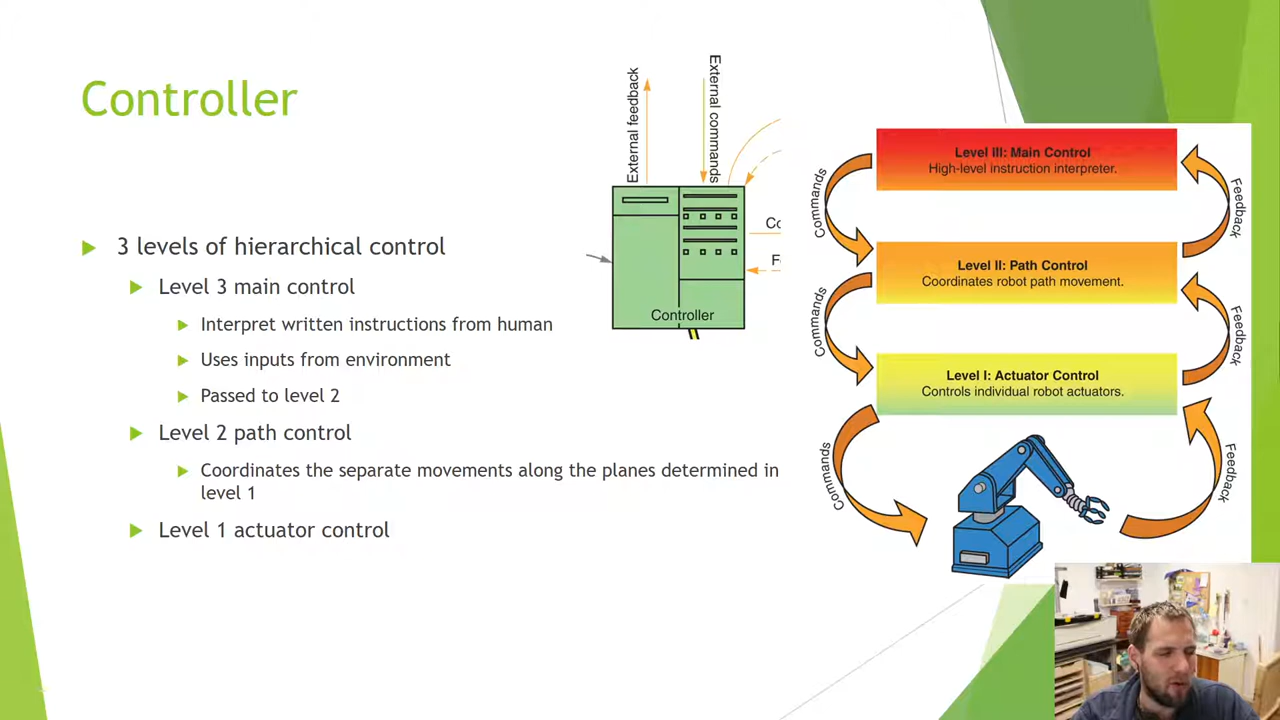 Controller
3 levels of hierarchical control
Level 3 main control
Interpret written instructions from human
Uses inputs from environment
Passed to level 2
Level 2 path control
Coordinates the separate movements along the planes determined in
level 1
Level 1 actuator control
External feedback
External commands
Controller
Level III: Main Control
High-level instruction interpreter.
Commands
Feedback
Level II: Path Control
Coordinates robot path movement.
Commands
Feedback
Level I: Actuator Control
Controls individual robot actuators.
Commands
Feedback